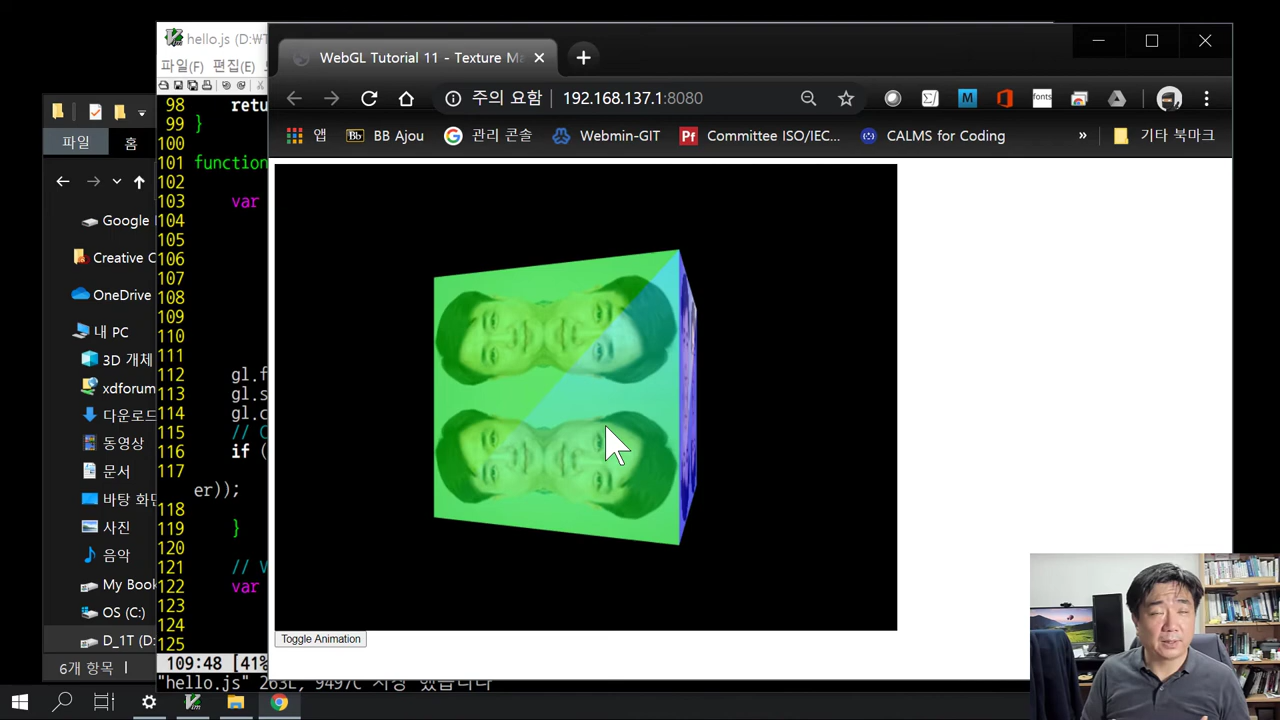 hello.js (D:\
파일(F) 편집(E)
WebGL Tutorial 11 - Texture Ma
주의 요함
192.168.137.1:8080
앱
BB Ajou
관리 콘솔
Webmin-GIT
Committee ISO/IEC...
CALMS for Coding
»
기타 북마크
파일
홈
Google
Creative C
OneDrive
내 PC
3D 개체
xdforum
다운로드
동영상
문서
바탕 화면
사진
음악
My Book
OS (C:)
D_1T (D:
6개 항목
98 retu
99 }
100
101 function
102
103 var
104
105
106
107
108
109
110
111
112 gl.f
113 gl.s
114 gl.c
115 // C
116 if (
117
er));
118
119 }
120
121 // V
122 var
123
124
125
109:48 [41%
"hello.js" 263L, 9497C 저장 했습니다
Toggle Animation